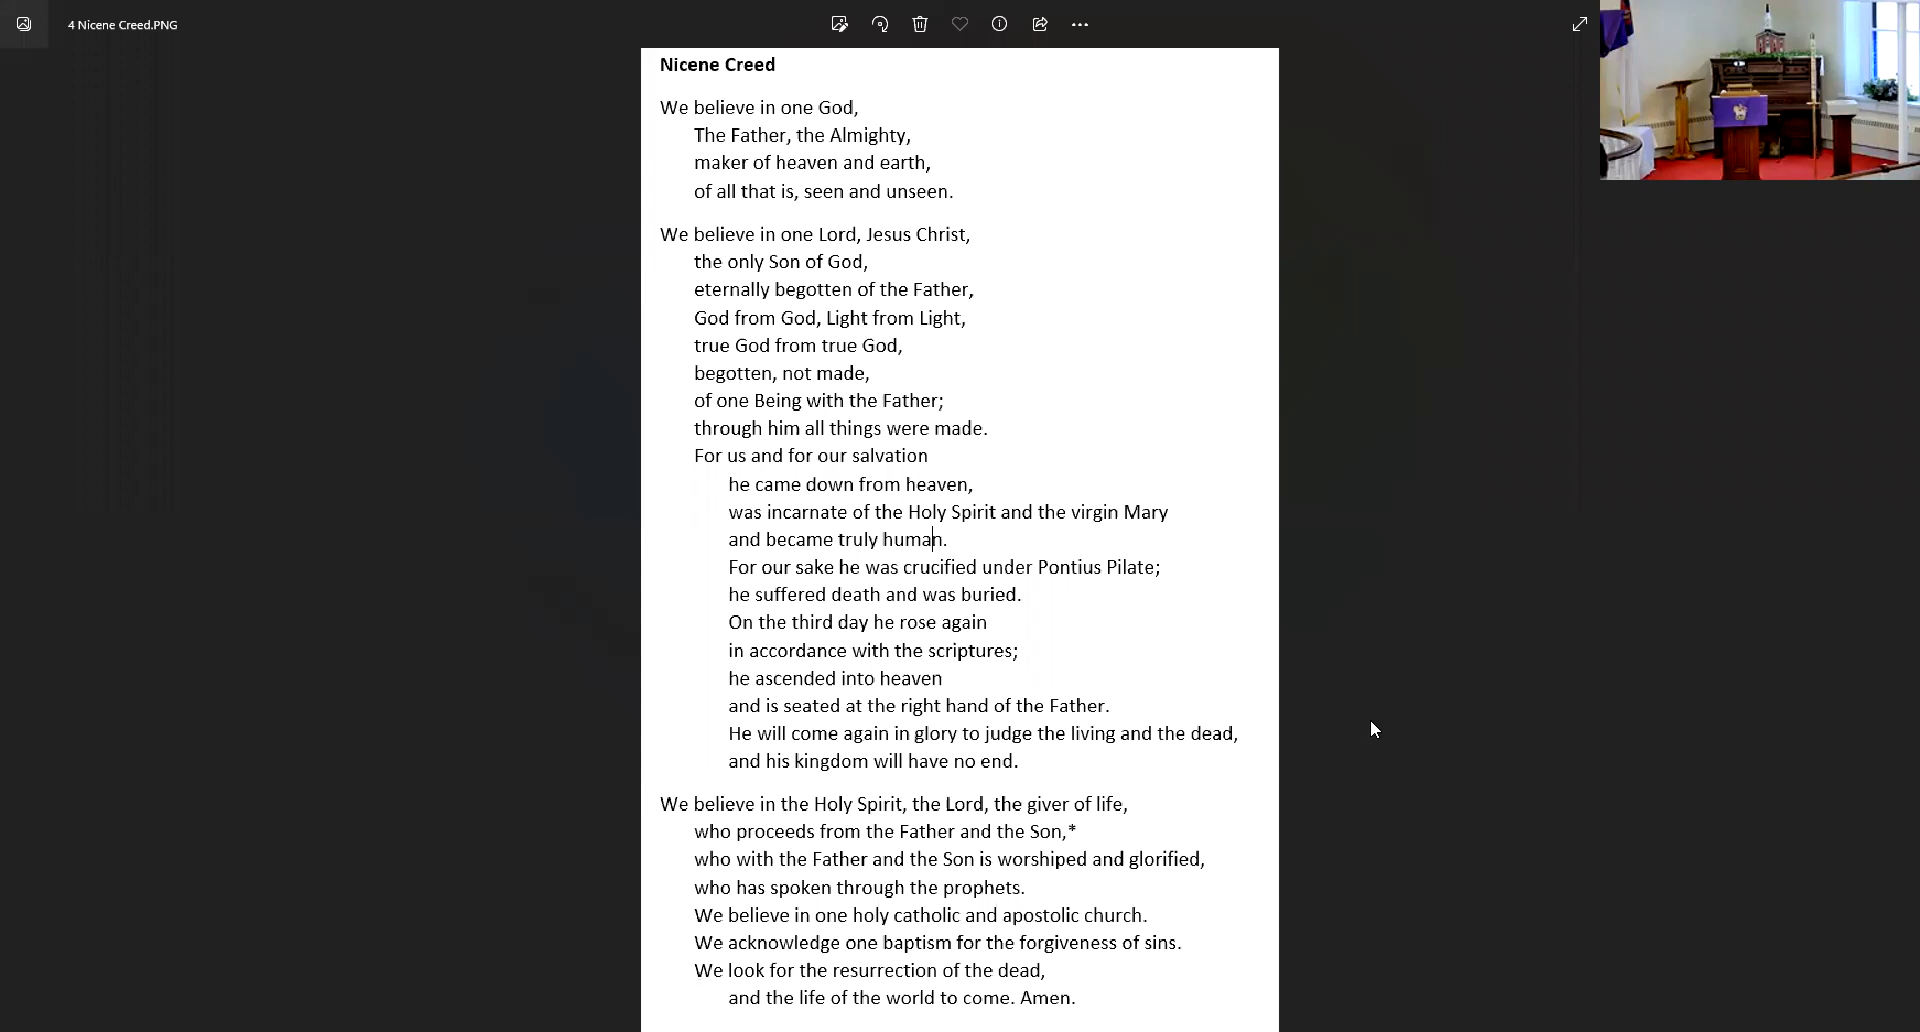 4 Nicene Creed.PNG
Nicene Creed
We believe in one God,
The Father, the Almighty,
maker of heaven and earth,
of all that is, seen and unseen.
We believe in one Lord, Jesus Christ,
the only Son of God,
eternally begotten of the Father,
God from God, Light from Light,
true God from true God,
begotten, not made,
of one Being with the Father;
through him all things were made.
For us and for our salvation
he came down from heaven,
was incarnate of the Holy Spirit and the virgin Mary
and became truly human.
For our sake he was crucified under Pontius Pilate;
he suffered death and was buried.
On the third day he rose again
in accordance with the scriptures;
he ascended into heaven
and is seated at the right hand of the Father.
He will come again in glory to judge the living and the dead,
and his kingdom will have no end.
We believe in the Holy Spirit, the Lord, the giver of life,
who proceeds from the Father and the Son,*
who with the Father and the Son is worshiped and glorified,
who has spoken through the prophets.
We believe in one holy catholic and apostolic church.
We acknowledge one baptism for the forgiveness of sins.
We look for the resurrection of the dead,
and the life of the world to come. Amen.